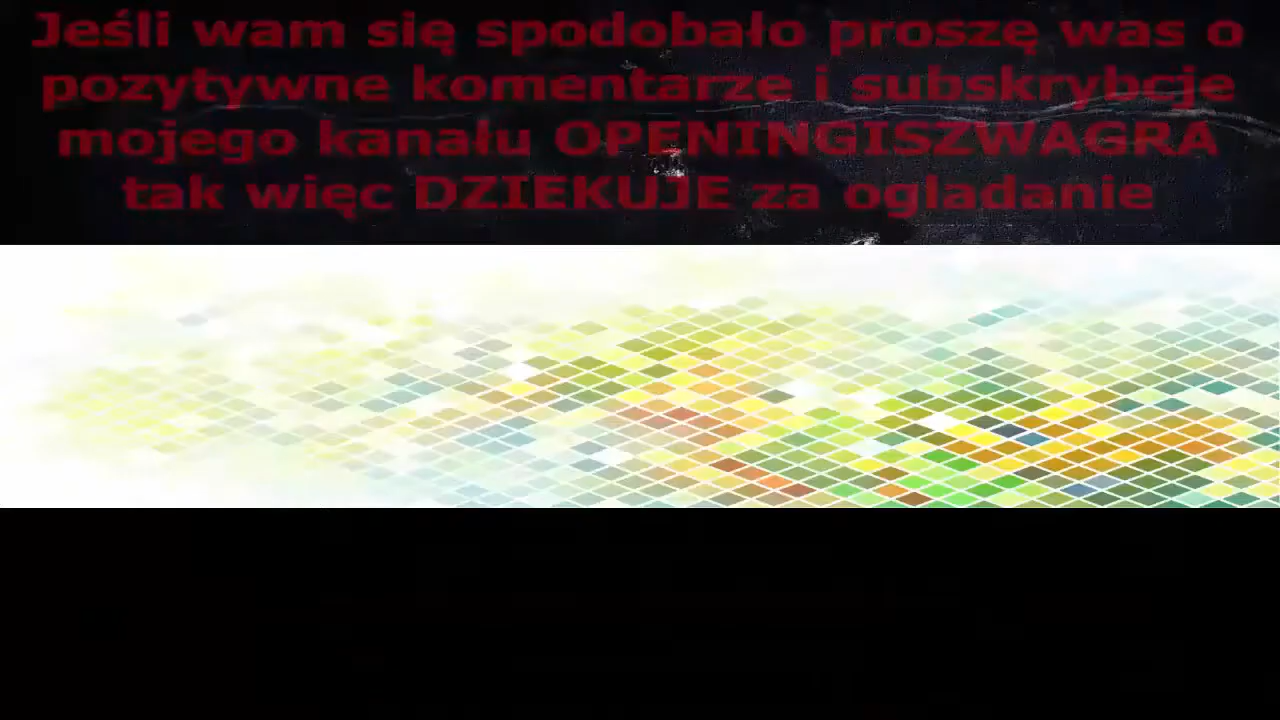 Jeśli wam się spodobało proszę was o
pozytywne komentarze i subskrybcje
mojego kanału OPENINGISZWAGRA
tak więc DZIEKUJE za ogladanie